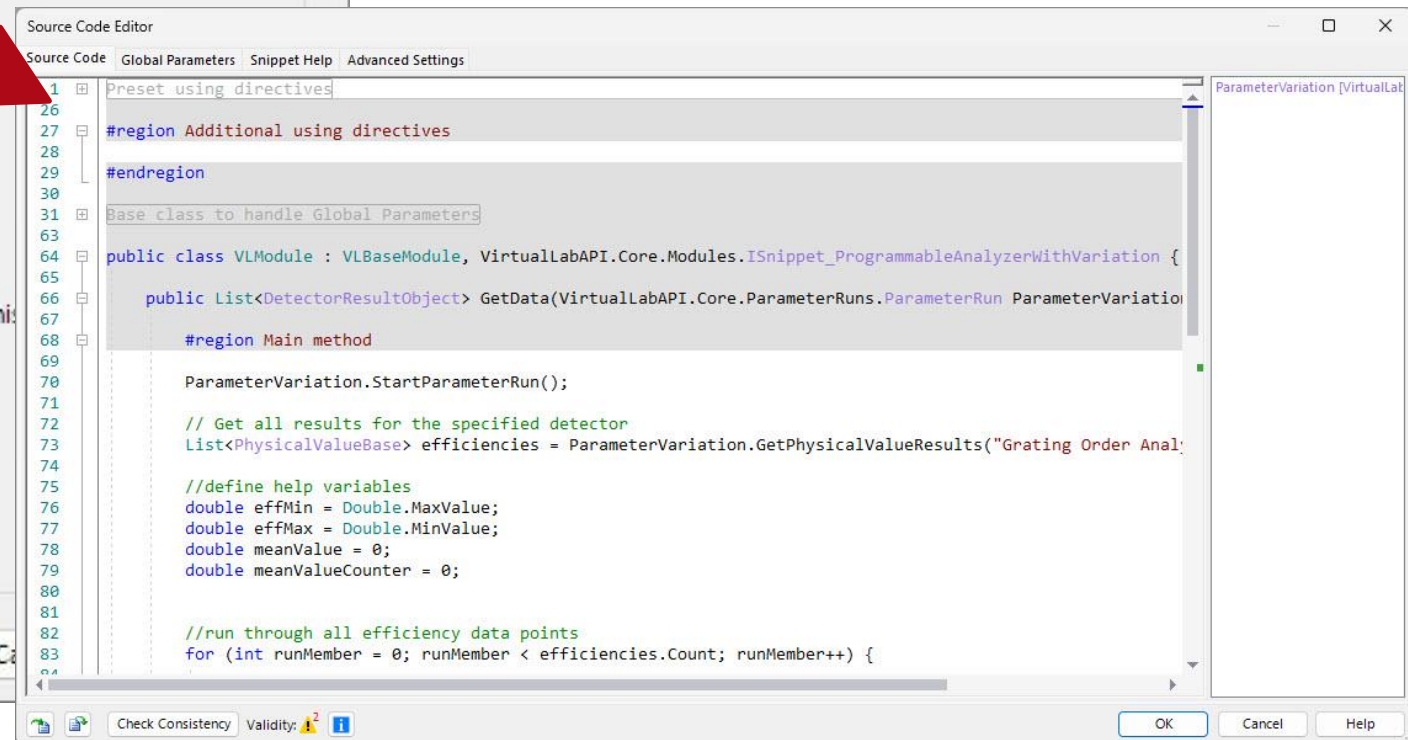 Source Code Editor
Source Code Global Parameters Snippet Help Advanced Settings
1 Preset using directives
26
27 #region Additional using directives
28
29 #endregion
30
31 Base class to handle Global Parameters
63
64 public class VLModule : VLBaseModule, VirtualLabAPI.Core.Modules.ISnippet_ProgrammableAnalyzerWithVariation {
65
66 public List<DetectorResultObject> GetData(VirtualLabAPI.Core.ParameterRuns.ParameterRun ParameterVariation
67
68 #region Main method
69
70 ParameterVariation.StartParameterRun();
71
72 // Get all results for the specified detector
73 List<PhysicalValueBase> efficiencies = ParameterVariation.GetPhysicalValueResults("Grating Order Analy
74
75 //define help variables
76 double effMin = Double.MaxValue;
77 double effMax = Double.MinValue;
78 double meanValue = 0;
79 double meanValueCounter = 0;
80
81
82 //run through all efficiency data points
83 for (int runMember = 0; runMember < efficiencies.Count; runMember++) {
84
ParameterVariation [VirtualLab
Check Consistency Validity: 2
OK Cancel Help